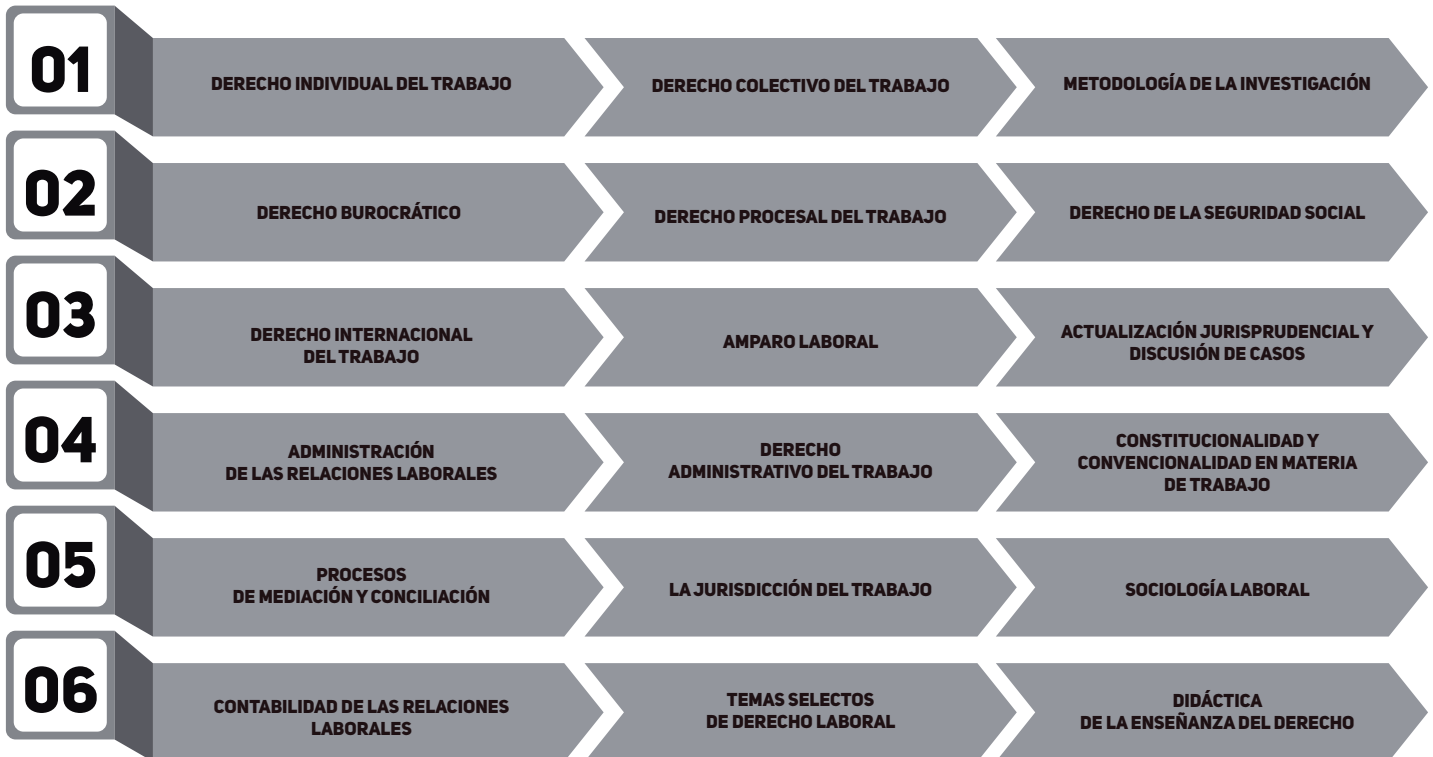 01
DERECHO INDIVIDUAL DEL TRABAJO
DERECHO COLECTIVO DEL TRABAJO
METODOLOGÍA DE LA INVESTIGACIÓN
02
DERECHO BUROCRÁTICO
DERECHO PROCESAL DEL TRABAJO
DERECHO DE LA SEGURIDAD SOCIAL
03
DERECHO INTERNACIONAL
DEL TRABAJO
AMPARO LABORAL
ACTUALIZACIÓN JURISPRUDENCIAL Y
DISCUSIÓN DE CASOS
04
ADMINISTRACIÓN
DE LAS RELACIONES LABORALES
DERECHO
ADMINISTRATIVO DEL TRABAJO
CONSTITUCIONALIDAD Y
CONVENCIONALIDAD EN MATERIA
DE TRABAJO
05
PROCESOS
DE MEDIACIÓN Y CONCILIACIÓN
LA JURISDICCIÓN DEL TRABAJO
SOCIOLOGÍA LABORAL
06
CONTABILIDAD DE LAS RELACIONES
LABORALES
TEMAS SELECTOS
DE DERECHO LABORAL
DIDÁCTICA
DE LA ENSEÑANZA DEL DERECHO